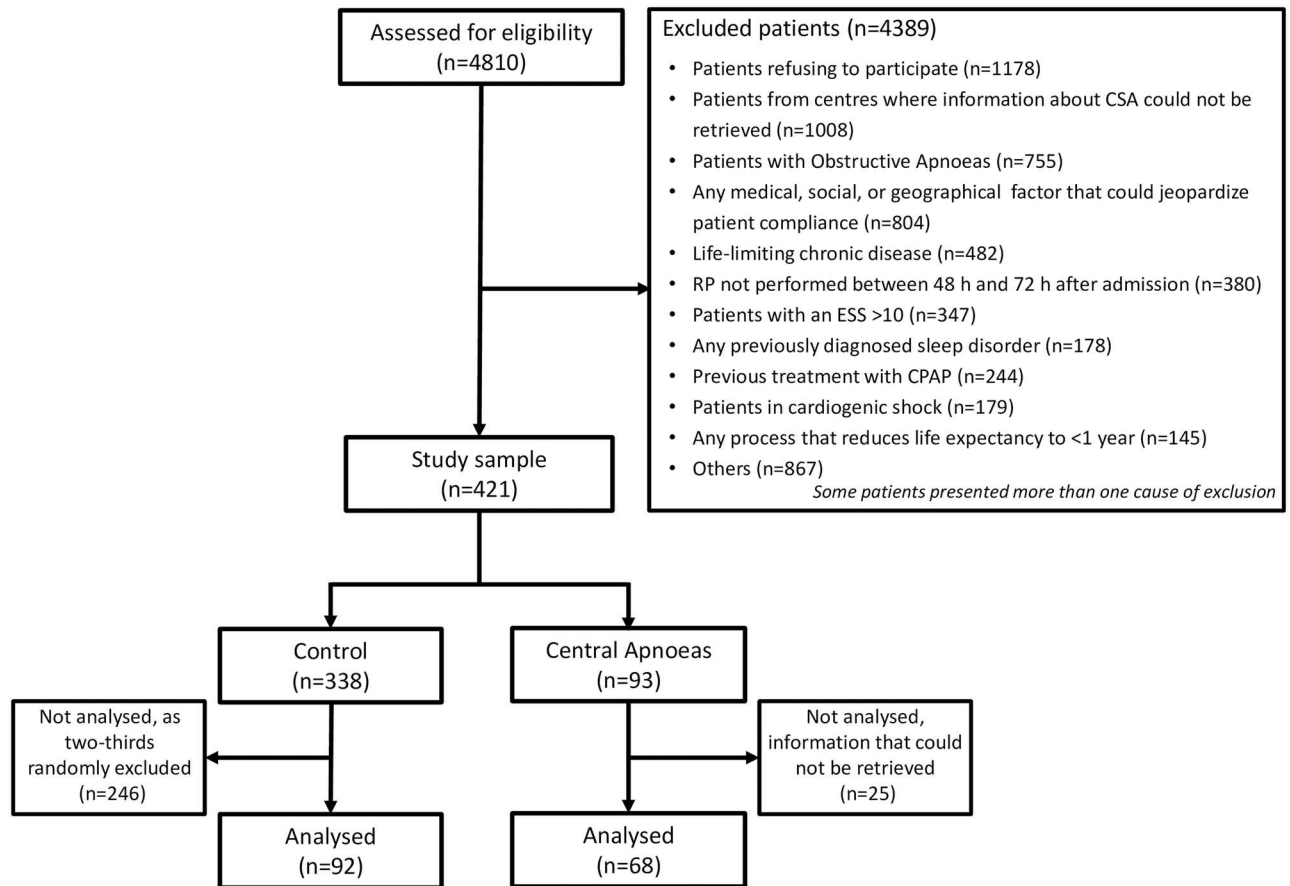 Assessed for eligibility
(n=4810)
Excluded patients (n=4389)
• Patients refusing to participate (n=1178)
• Patients from centres where information about CSA could not be
retrieved (n=1008)
• Patients with Obstructive Apnoeas (n=755)
• Any medical, social, or geographical factor that could jeopardize
patient compliance (n=804)
• Life-limiting chronic disease (n=482)
• RP not performed between 48 h and 72 h after admission (n=380)
• Patients with an ESS >10 (n=347)
• Any previously diagnosed sleep disorder (n=178)
• Previous treatment with CPAP (n=244)
• Patients in cardiogenic shock (n=179)
• Any process that reduces life expectancy to <1 year (n=145)
• Others (n=867)
Some patients presented more than one cause of exclusion
Study sample
(n=421)
Control
(n=338)
Central Apnoeas
(n=93)
Not analysed, as
two-thirds
randomly excluded
(n=246)
Not analysed,
information that could
not be retrieved
(n=25)
Analysed
(n=92)
Analysed
(n=68)